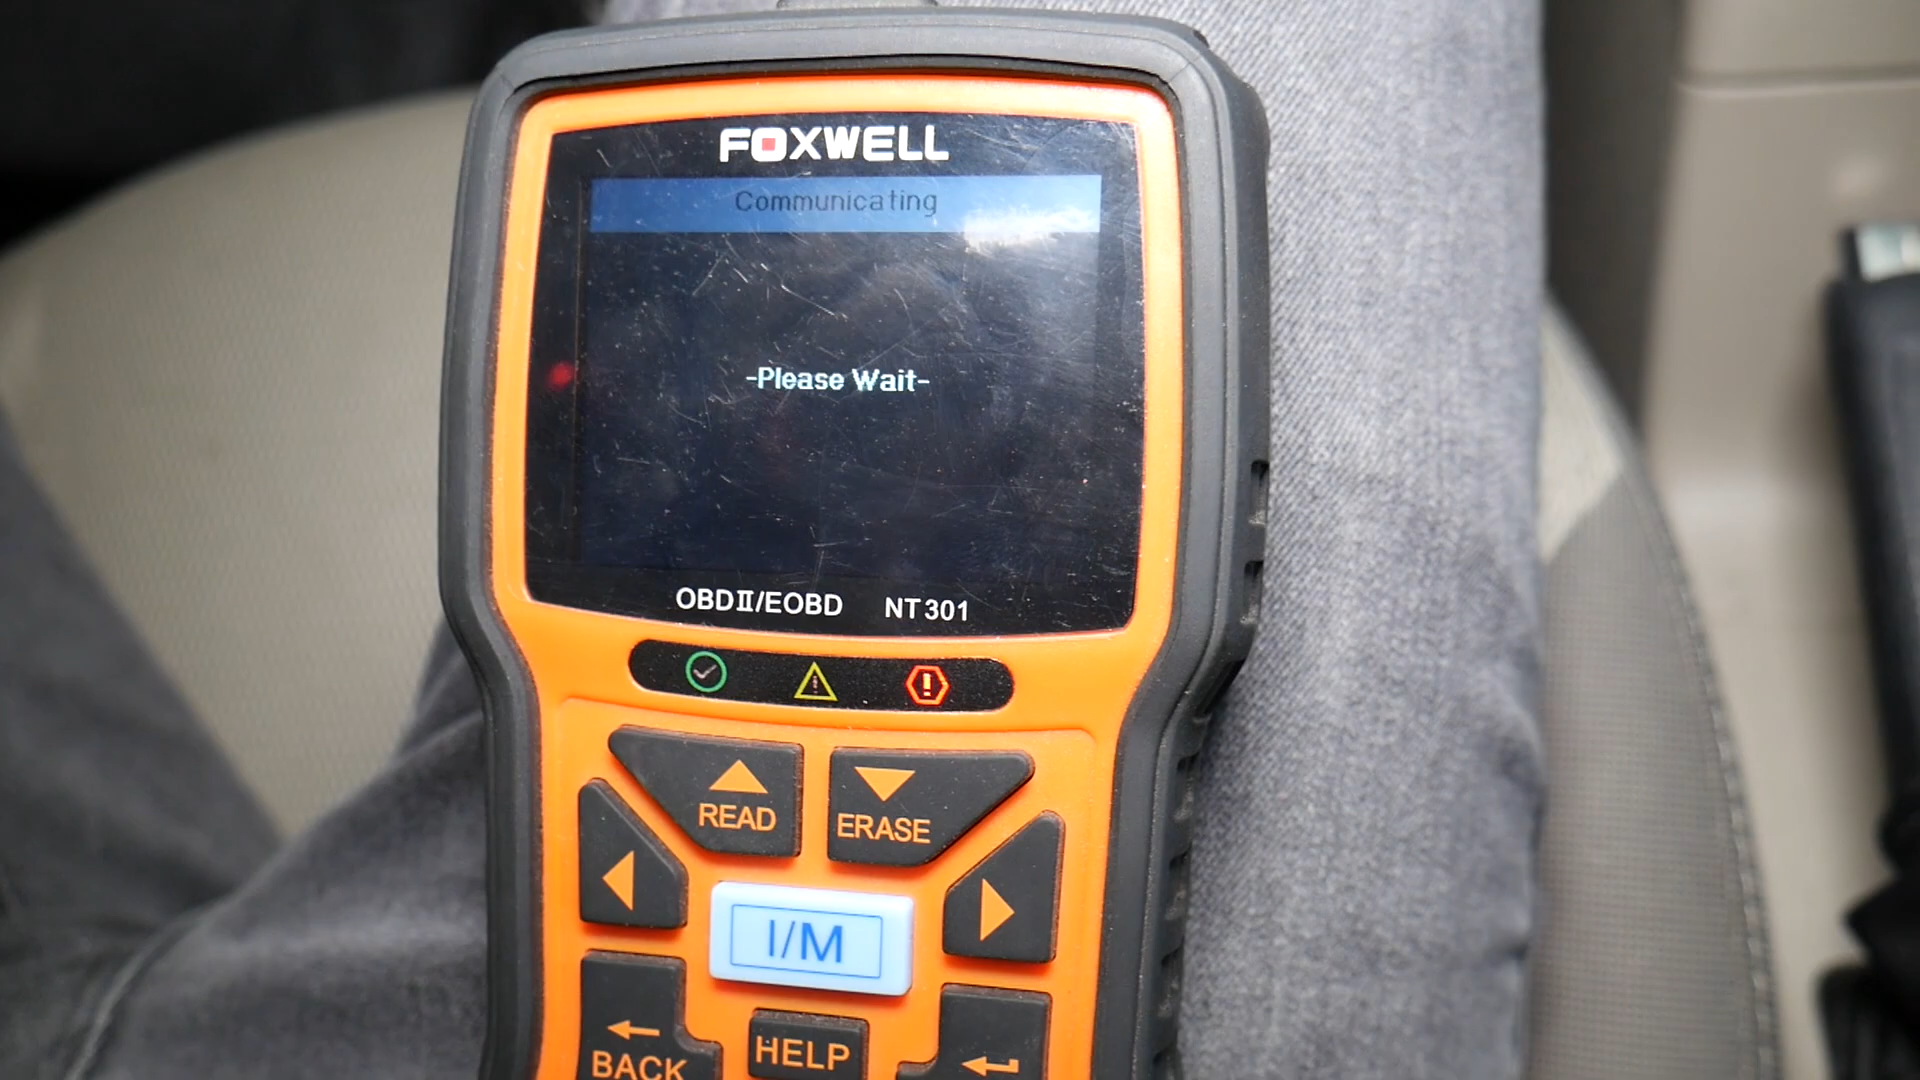 FOXWELL
Communicating
-Please Wait-
OBDII/EOBD NT301
READ
ERASE
I/M
BACK
HELP